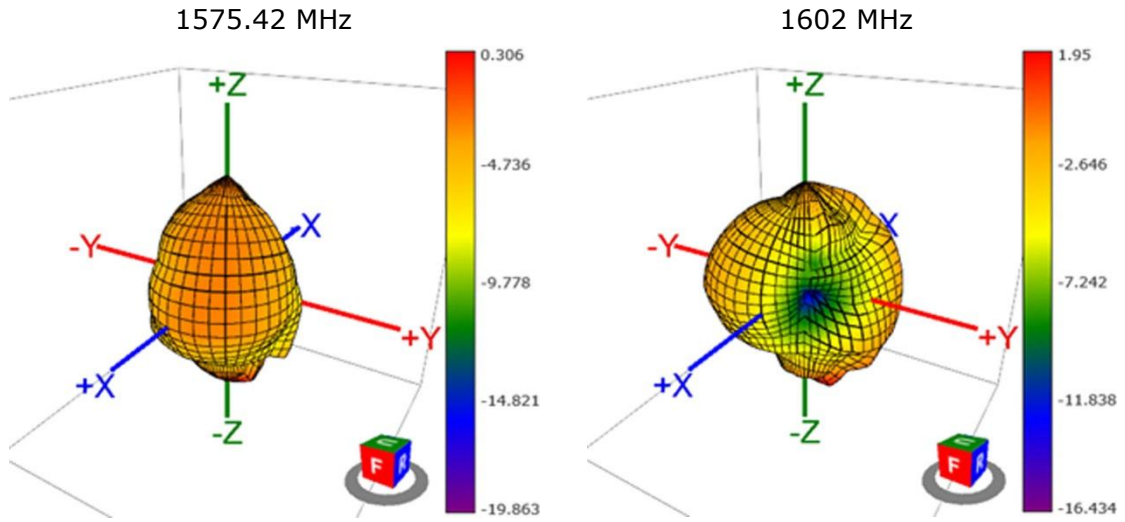 1575.42 MHz
0.306
-4.736
-9.778
-14.821
-19.863
+Z
-X
-Y
+Y
+X
-Z
F
R
1602 MHz
1.95
-2.646
-7.242
-11.838
-16.434
+Z
X
-Y
+Y
+X
-Z
F
R